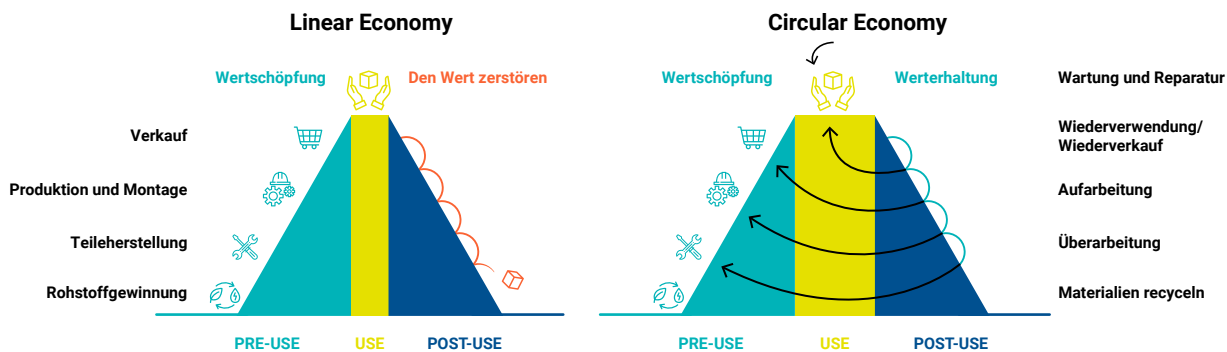 Linear Economy
Wertschöpfung
Den Wert zerstören
Verkauf
Produktion und Montage
Teileherstellung
Rohstoffgewinnung
PRE-USE
USE
POST-USE
Circular Economy
Wertschöpfung
Werterhaltung
Wartung und Reparatur
Wiederverwendung/
Wiederverkauf
Aufarbeitung
Überarbeitung
Materialien recyceln
PRE-USE
USE
POST-USE